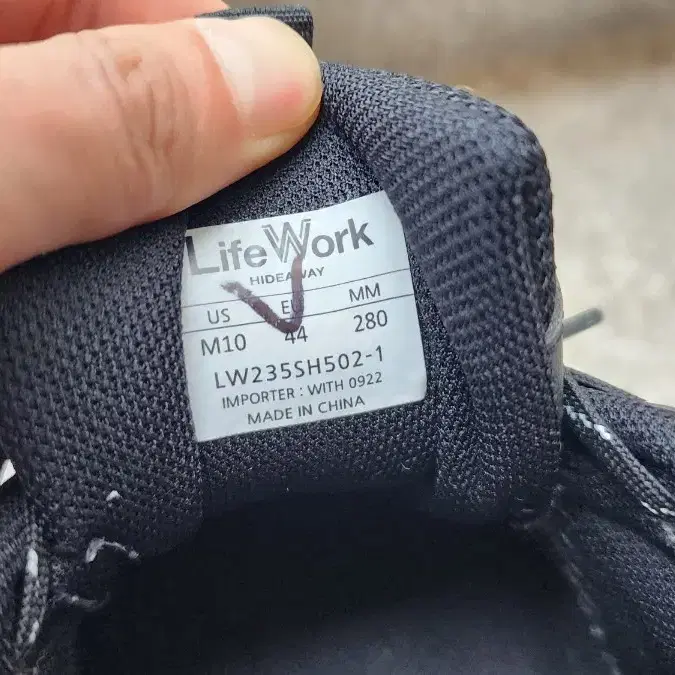 LifeWork
HIDEAWAY
US EU MM
M10 44 280
LW235SH502-1
IMPORTER : WITH 0922
MADE IN CHINA